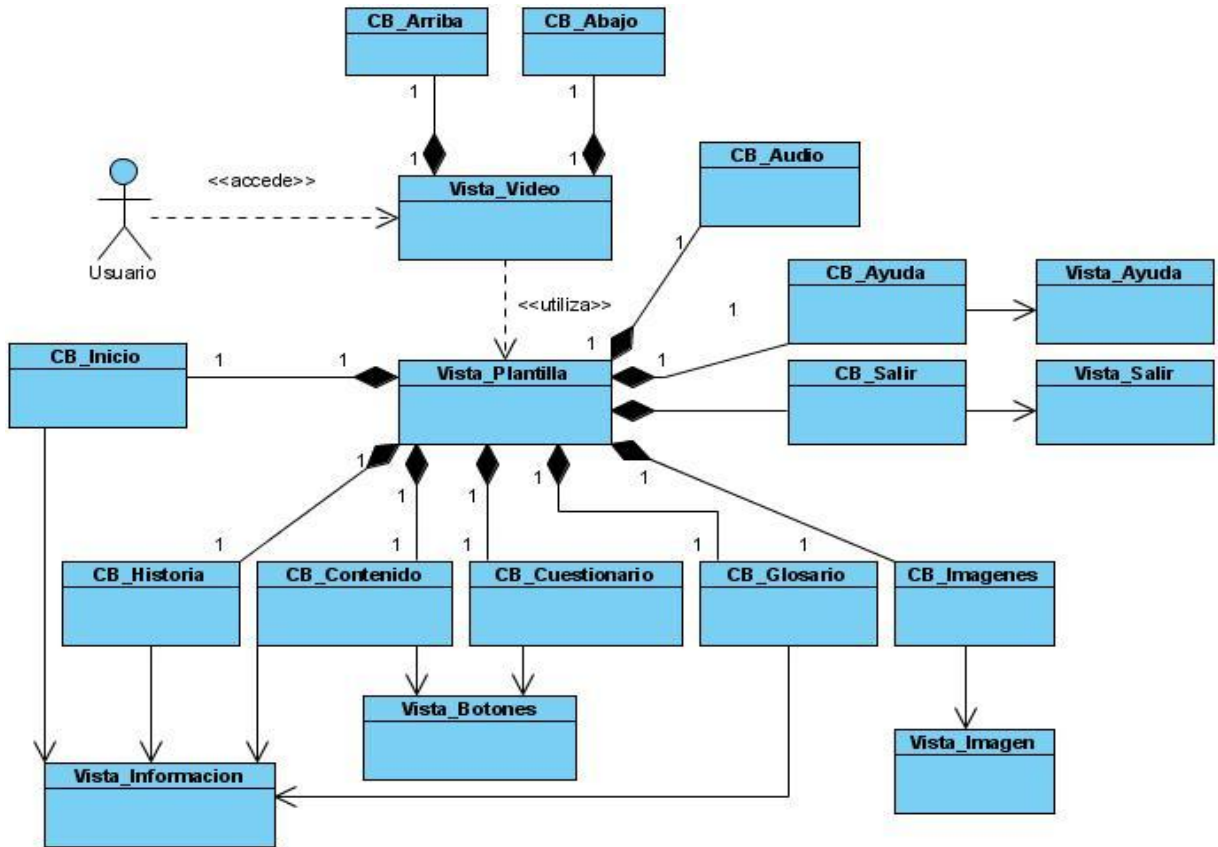 CB_Arriba
CB_Abajo
1
1
1
1
CB_Audio
<<accede>>
Vista_Video
Usuario
1
CB_Ayuda
Vista_Ayuda
<<utiliza>>
1
1
CB_Inicio
1
1
Vista_Plantilla
1
CB_Salir
Vista_Salir
1
1
1
1
1
1
1
1
1
1
CB_Historia
CB_Contenido
CB_Cuestionario
CB_Glosario
CB_Imagenes
Vista_Botones
Vista_Imagen
Vista_Informacion